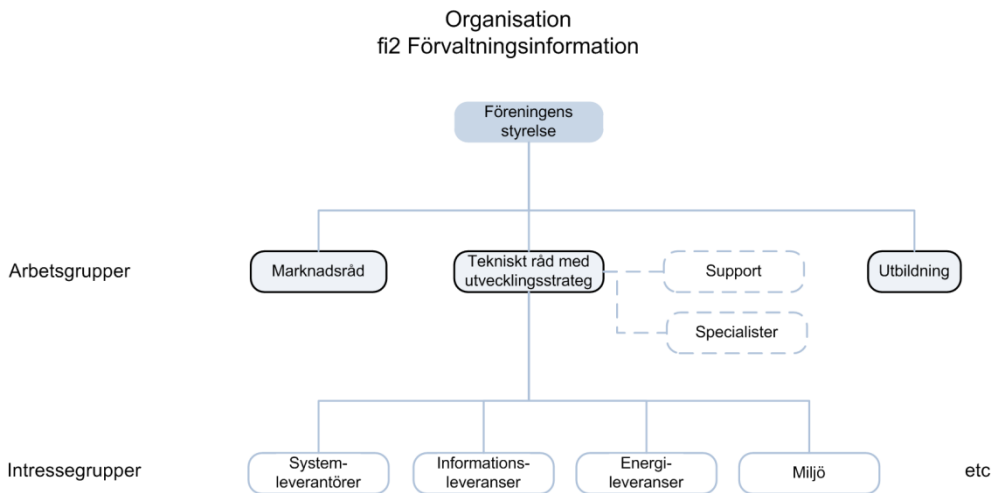 Organisation
fi2 Förvaltningsinformation
Föreningens
styrelse
Arbetsgrupper
Marknadsråd
Tekniskt råd med
utvecklingsstrateg
Support
Utbildning
Specialister
Intressegrupper
System-
leverantörer
Informations-
leveranser
Energi-
leveranser
Miljö
etc